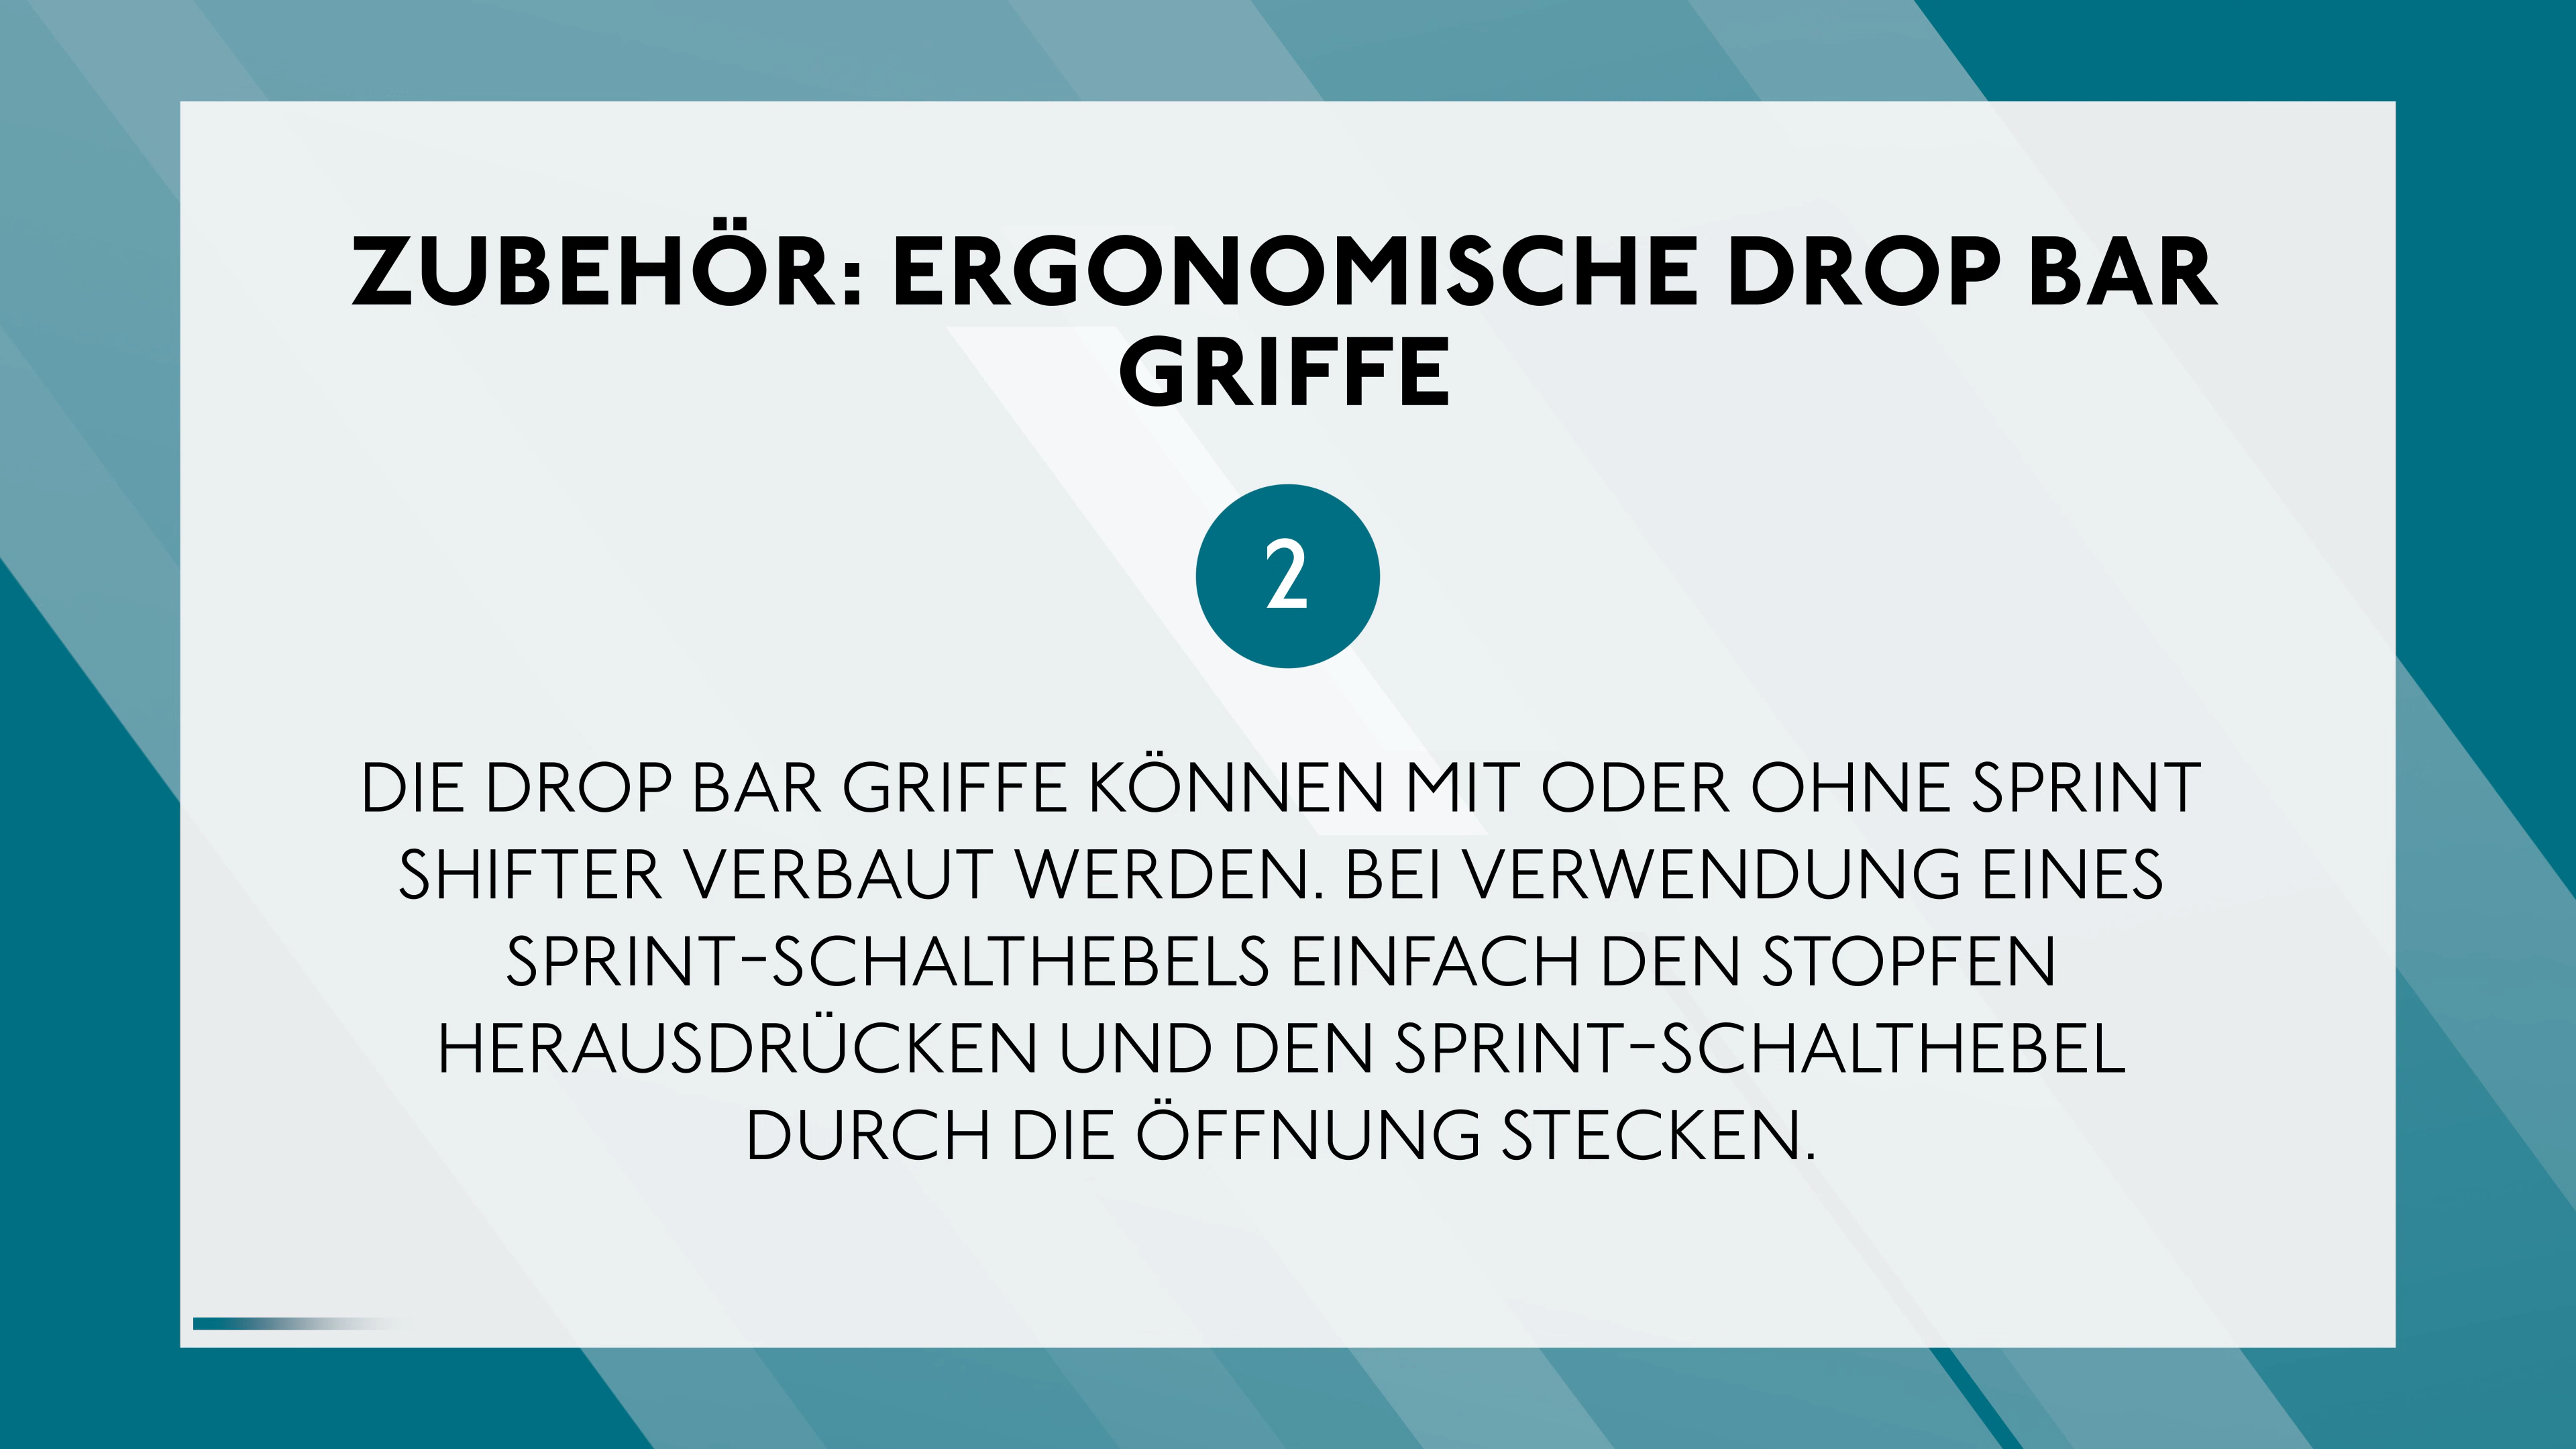 ZUBEHÖR: ERGONOMISCHE DROP BAR
GRIFFE
2
DIE DROP BAR GRIFFE KÖNNEN MIT ODER OHNE SPRINT
SHIFTER VERBAUT WERDEN. BEI VERWENDUNG EINES
SPRINT-SCHALTHEBELS EINFACH DEN STOPFEN
HERAUSDRÜCKEN UND DEN SPRINT-SCHALTHEBEL
DURCH DIE ÖFFNUNG STECKEN.